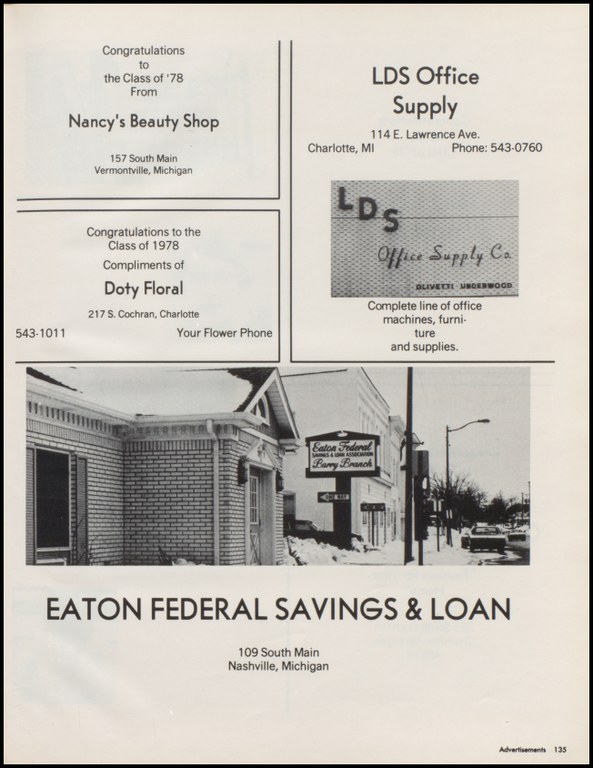 Congratulations
to
the Class of '78
From
Nancy's Beauty Shop
157 South Main
Vermontville, Michigan
Congratulations to the
Class of 1978
Compliments of
Doty Floral
217 S. Cochran, Charlotte
543-1011 Your Flower Phone
LDS Office
Supply
114 E. Lawrence Ave.
Charlotte, MI Phone: 543-0760
LDS
Office Supply Co.
OLIVETTI UNDERWOOD
Complete line of office
machines, furni-
ture
and supplies.
Eaton Federal
SAVINGS & LOAN ASSOCIATION
Barry Branch
ONE WAY
EATON FEDERAL SAVINGS & LOAN
109 South Main
Nashville, Michigan
Advertisements 135